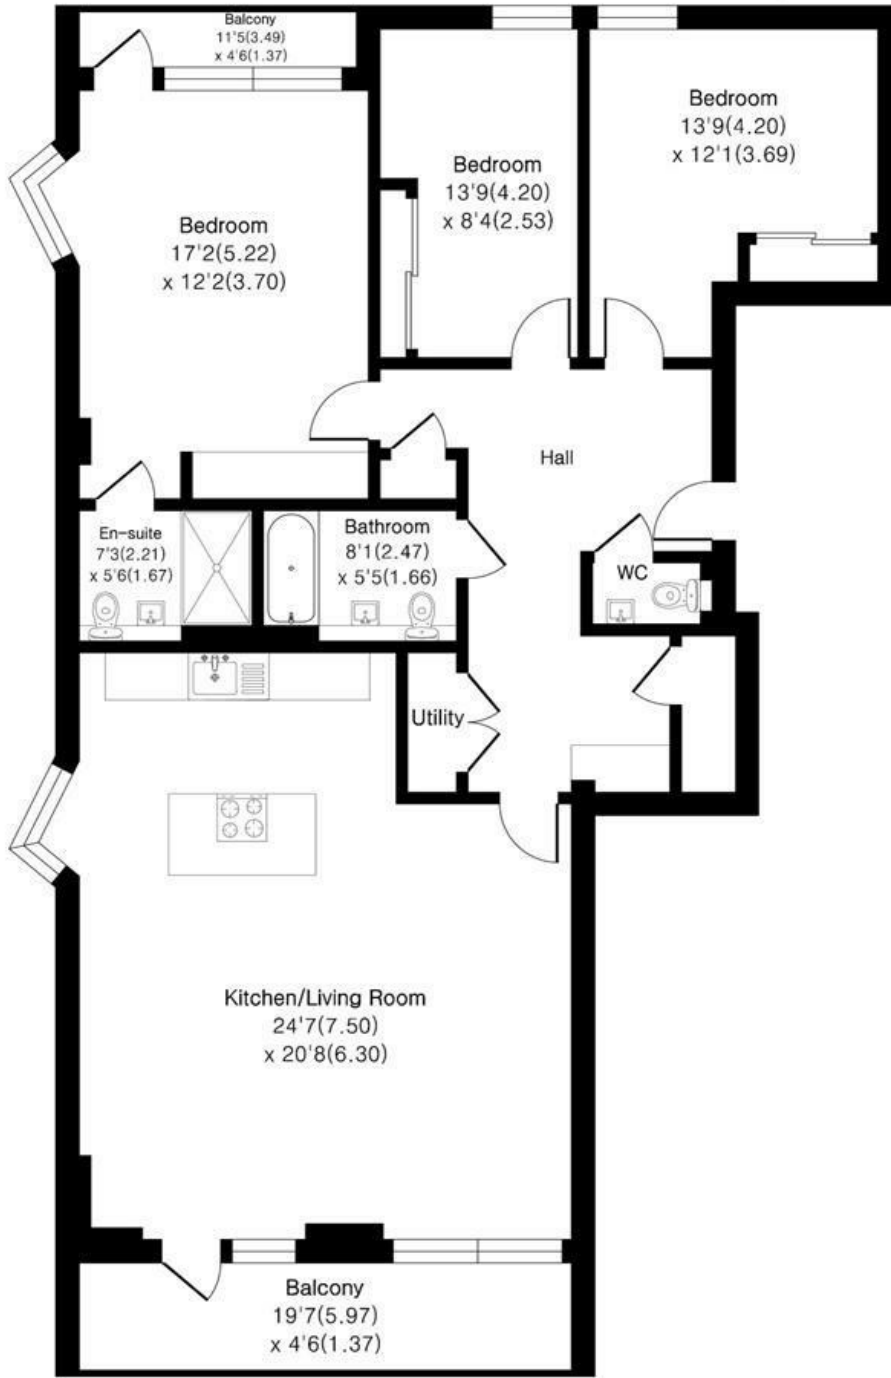 Balcony
11'5(3.49)
x 4'6(1.37)
Bedroom
13'9(4.20)
x 12'1(3.69)
Bedroom
13'9(4.20)
x 8'4(2.53)
Bedroom
17'2(5.22)
x 12'2(3.70)
Hall
En-suite
7'3(2.21)
x 5'6(1.67)
Bathroom
8'1(2.47)
x 5'5(1.66)
WC
Utility
Kitchen/Living Room
24'7(7.50)
x 20'8(6.30)
Balcony
19'7(5.97)
x 4'6(1.37)